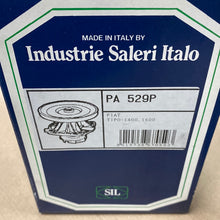 MADE IN ITALY BY
Industrie Saleri Italo
PA 529P
FIAT
TIPO:1400,1600
SIL